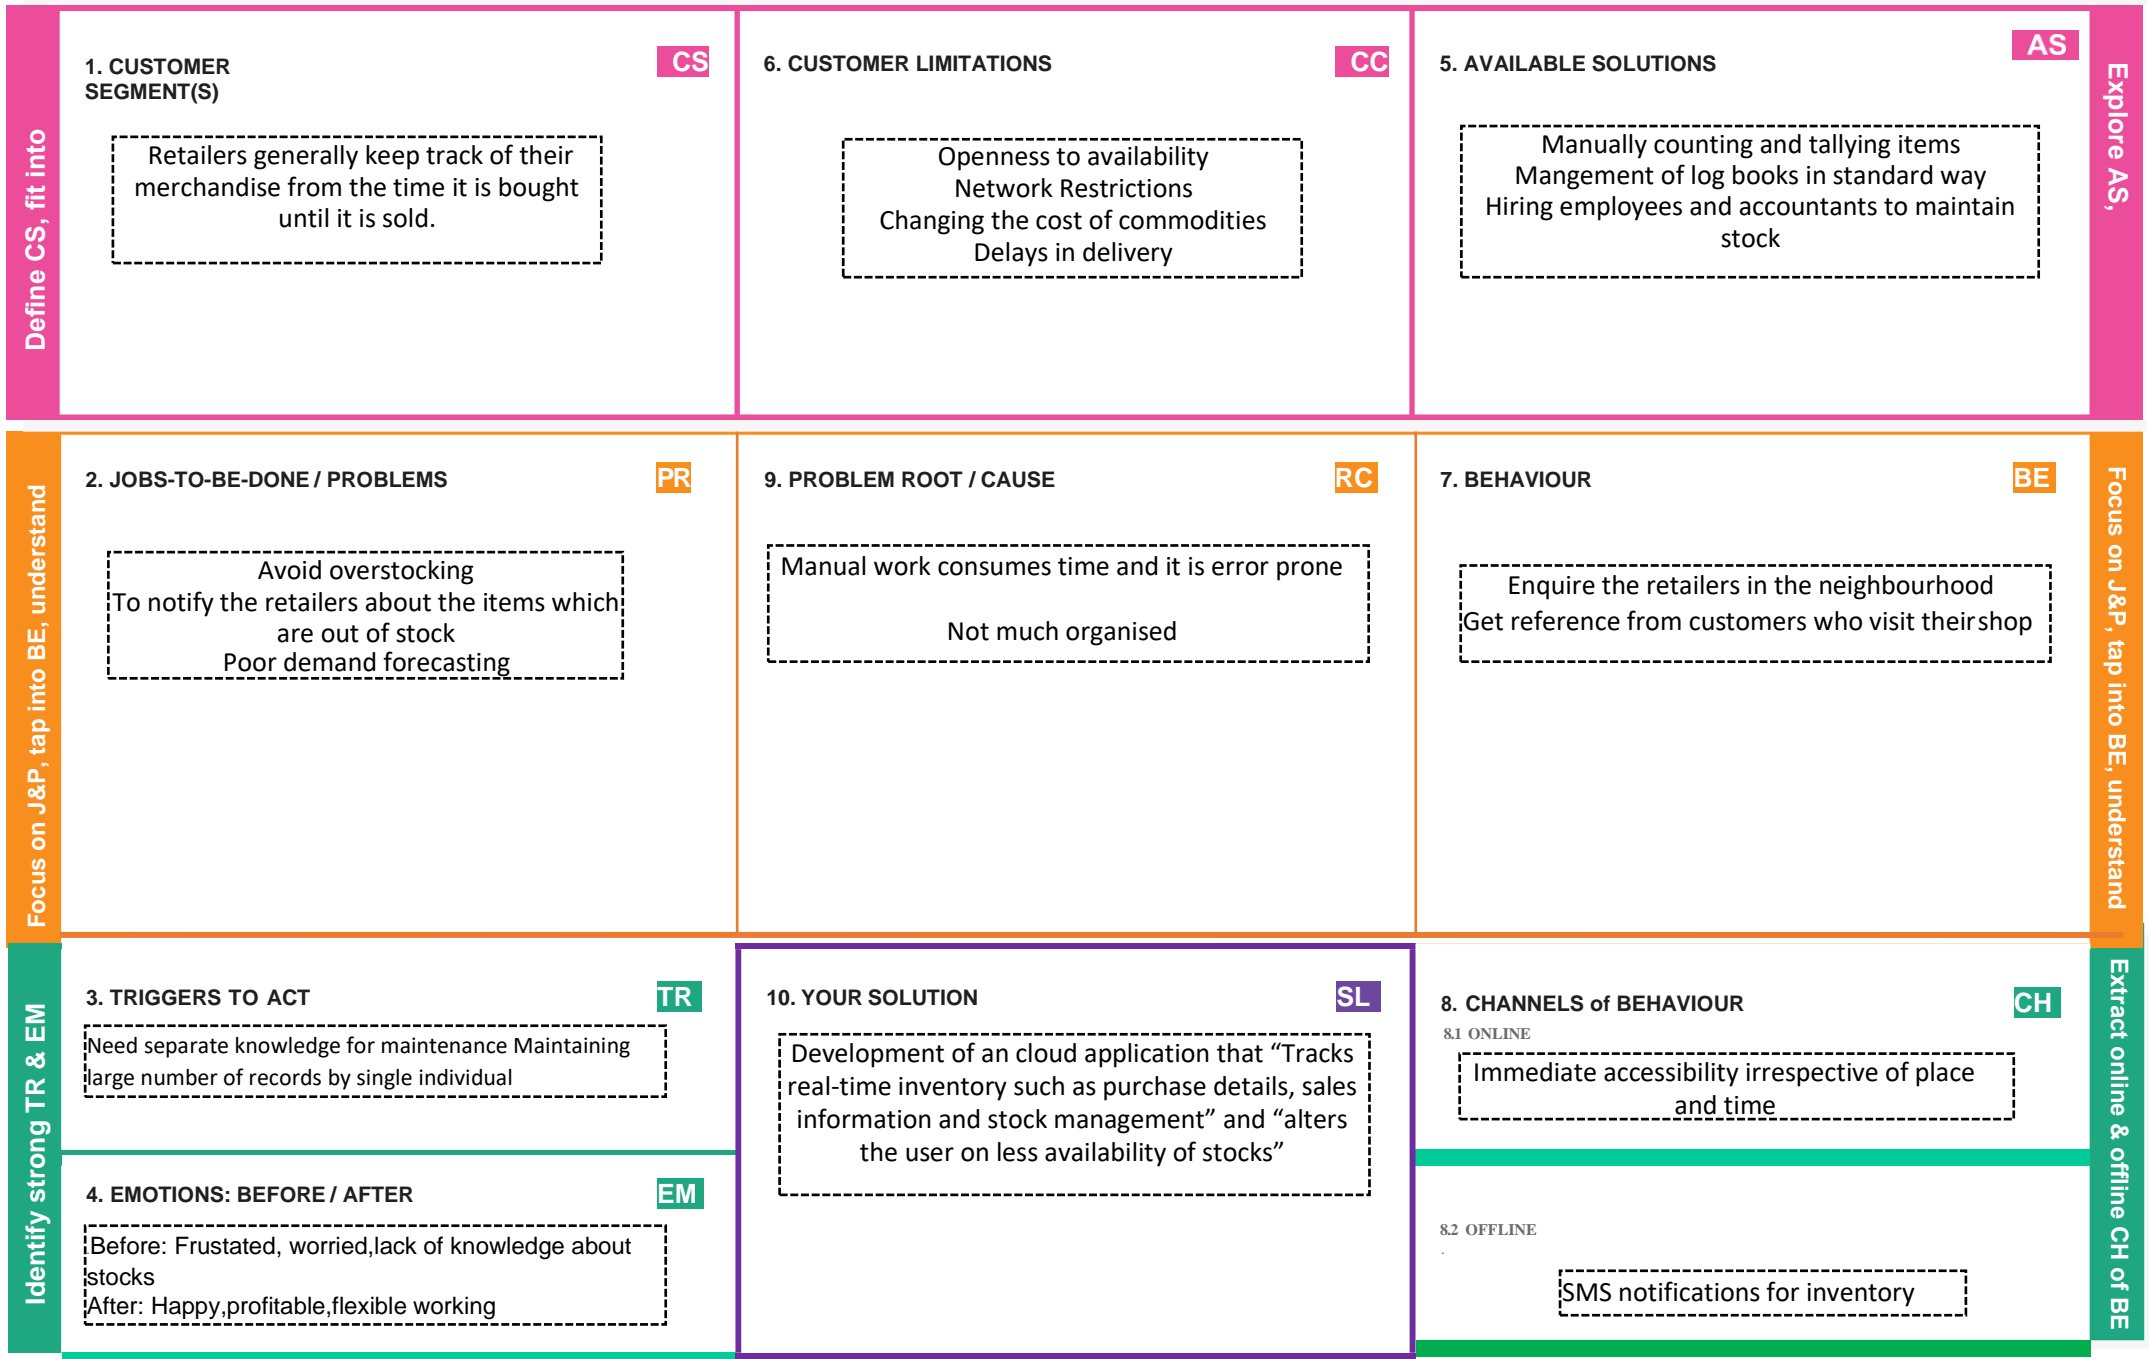 Define CS, fit into
1. CUSTOMER
SEGMENT(S)
CS
Retailers generally keep track of their
merchandise from the time it is bought
until it is sold.
6. CUSTOMER LIMITATIONS
CC
Openness to availability
Network Restrictions
Changing the cost of commodities
Delays in delivery
5. AVAILABLE SOLUTIONS
AS
Manually counting and tallying items
Mangement of log books in standard way
Hiring employees and accountants to maintain
stock
Explore AS,
Focus on J&P, tap into BE, understand
2. JOBS-TO-BE-DONE / PROBLEMS
PR
Avoid overstocking
To notify the retailers about the items which
are out of stock
Poor demand forecasting
9. PROBLEM ROOT / CAUSE
RC
Manual work consumes time and it is error prone
Not much organised
7. BEHAVIOUR
BE
Enquire the retailers in the neighbourhood
Get reference from customers who visit theirshop
Focus on J&P, tap into BE, understand
Identify strong TR & EM
3. TRIGGERS TO ACT
TR
Need separate knowledge for maintenance Maintaining
large number of records by single individual
4. EMOTIONS: BEFORE / AFTER
EM
Before: Frustated, worried,lack of knowledge about
stocks
After: Happy,profitable,flexible working
10. YOUR SOLUTION
SL
Development of an cloud application that “Tracks
real-time inventory such as purchase details, sales
information and stock management” and “alters
the user on less availability of stocks”
8. CHANNELS of BEHAVIOUR
CH
8.1 ONLINE
Immediate accessibility irrespective of place
and time
8.2 OFFLINE
.
SMS notifications for inventory
Extract online & offline CH of BE